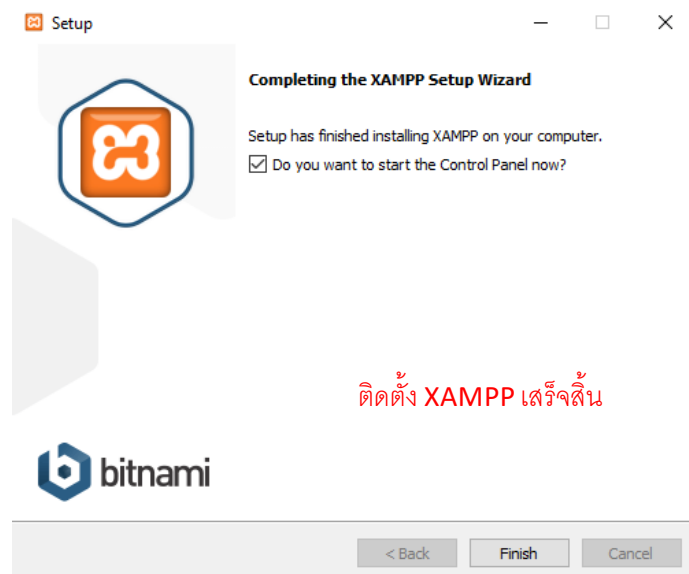 Setup
Completing the XAMPP Setup Wizard
Setup has finished installing XAMPP on your computer.
Do you want to start the Control Panel now?
ติดตั้ง XAMPP เสร็จสิ้น
bitnami
< Back
Finish
Cancel